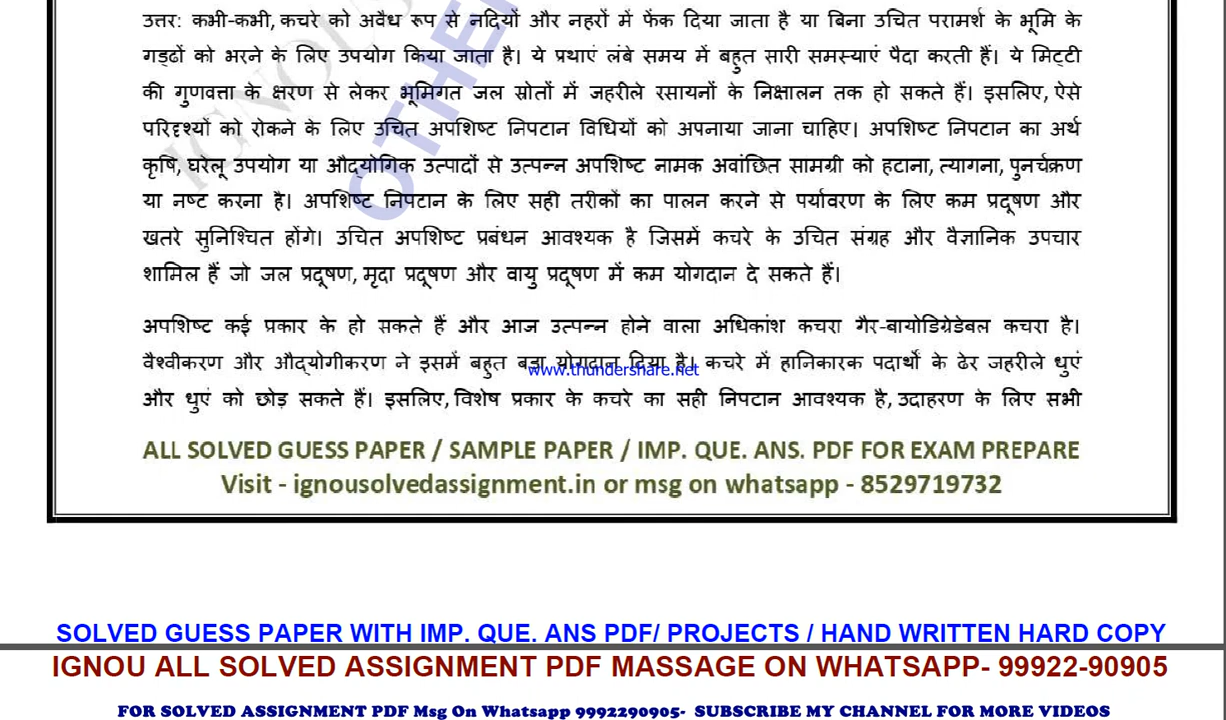 उत्तर: कभी-कभी, कचरे को अवैध रूप से नदियों और नहरों में फेंक दिया जाता है या बिना उचित परामर्श के भूमि के
गड्ढों को भरने के लिए उपयोग किया जाता है। ये प्रथाएं लंबे समय में बहुत सारी समस्याएं पैदा करती हैं। ये मिट्टी
की गुणवत्ता के क्षरण से लेकर भूमिगत जल स्रोतों में जहरीले रसायनों के निक्षालन तक हो सकते हैं। इसलिए, ऐसे
परिदृश्यों को रोकने के लिए उचित अपशिष्ट निपटान विधियों को अपनाया जाना चाहिए। अपशिष्ट निपटान का अर्थ
कृषि, घरेलू उपयोग या औद्योगिक उत्पादों से उत्पन्न अपशिष्ट नामक अवांछित सामग्री को हटाना, त्यागना, पुनर्चक्रण
या नष्ट करना है। अपशिष्ट निपटान के लिए सही तरीकों का पालन करने से पर्यावरण के लिए कम प्रदूषण और
खतरे सुनिश्चित होंगे। उचित अपशिष्ट प्रबंधन आवश्यक है जिसमें कचरे के उचित संग्रह और वैज्ञानिक उपचार
शामिल हैं जो जल प्रदूषण, मृदा प्रदूषण और वायु प्रदूषण में कम योगदान दे सकते हैं।
अपशिष्ट कई प्रकार के हो सकते हैं और आज उत्पन्न होने वाला अधिकांश कचरा गैर-बायोडिग्रेडेबल कचरा है।
वैश्वीकरण और औद्योगीकरण ने इसमें बहुत बड़ा योगदान दिया है। कचरे में हानिकारक पदार्थों के ढेर जहरीले धुएं
www.thundershare.net
और धुएं को छोड़ सकते हैं। इसलिए, विशेष प्रकार के कचरे का सही निपटान आवश्यक है, उदाहरण के लिए सभी
OTHE
ALL SOLVED GUESS PAPER / SAMPLE PAPER / IMP. QUE. ANS. PDF FOR EXAM PREPARE
Visit - ignousolvedassignment.in or msg on whatsapp - 8529719732
SOLVED GUESS PAPER WITH IMP. QUE. ANS PDF/ PROJECTS / HAND WRITTEN HARD COPY
IGNOU ALL SOLVED ASSIGNMENT PDF MASSAGE ON WHATSAPP- 99922-90905
FOR SOLVED ASSIGNMENT PDF Msg On Whatsapp 9992290905- SUBSCRIBE MY CHANNEL FOR MORE VIDEOS